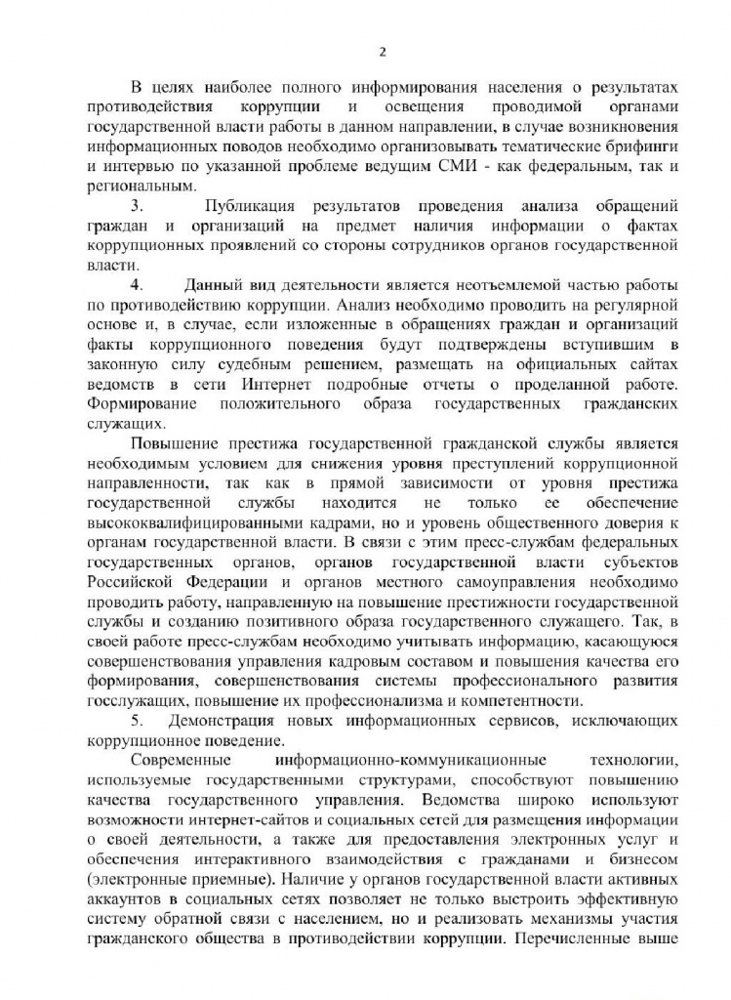 2
В целях наиболее полного информирования населения о результатах
противодействия коррупции и освещения проводимой органами
государственной власти работы в данном направлении, в случае возникновения
информационных поводов необходимо организовывать тематические брифинги
и интервью по указанной проблеме ведущим СМИ - как федеральным, так и
региональным.
3. Публикация результатов проведения анализа обращений
граждан и организаций на предмет наличия информации о фактах
коррупционных проявлений со стороны сотрудников органов государственной
власти.
4. Данный вид деятельности является неотъемлемой частью работы
по противодействию коррупции. Анализ необходимо проводить на регулярной
основе и, в случае, если изложенные в обращениях граждан и организаций
факты коррупционного поведения будут подтверждены вступившим в
законную силу судебным решением, размещать на официальных сайтах
ведомств в сети Интернет подробные отчеты о проделанной работе.
Формирование положительного образа государственных гражданских
служащих.
Повышение престижа государственной гражданской службы является
необходимым условием для снижения уровня преступлений коррупционной
направленности, так как в прямой зависимости от уровня престижа
государственной службы находится не только ее обеспечение
высококвалифицированными кадрами, но и уровень общественного доверия к
органам государственной власти. В связи с этим пресс-службам федеральных
государственных органов, органов государственной власти субъектов
Российской Федерации и органов местного самоуправления необходимо
проводить работу, направленную на повышение престижности государственной
службы и созданию позитивного образа государственного служащего. Так, в
своей работе пресс-службам необходимо учитывать информацию, касающуюся
совершенствования управления кадровым составом и повышения качества его
формирования, совершенствования системы профессионального развития
госслужащих, повышение их профессионализма и компетентности.
5. Демонстрация новых информационных сервисов, исключающих
коррупционное поведение.
Современные информационно-коммуникационные технологии,
используемые государственными структурами, способствуют повышению
качества государственного управления. Ведомства широко используют
возможности интернет-сайтов и социальных сетей для размещения информации
о своей деятельности, а также для предоставления электронных услуг и
обеспечения интерактивного взаимодействия с гражданами и бизнесом
(электронные приемные). Наличие у органов государственной власти активных
аккаунтов в социальных сетях позволяет не только выстроить эффективную
систему обратной связи с населением, но и реализовать механизмы участия
гражданского общества в противодействии коррупции. Перечисленные выше